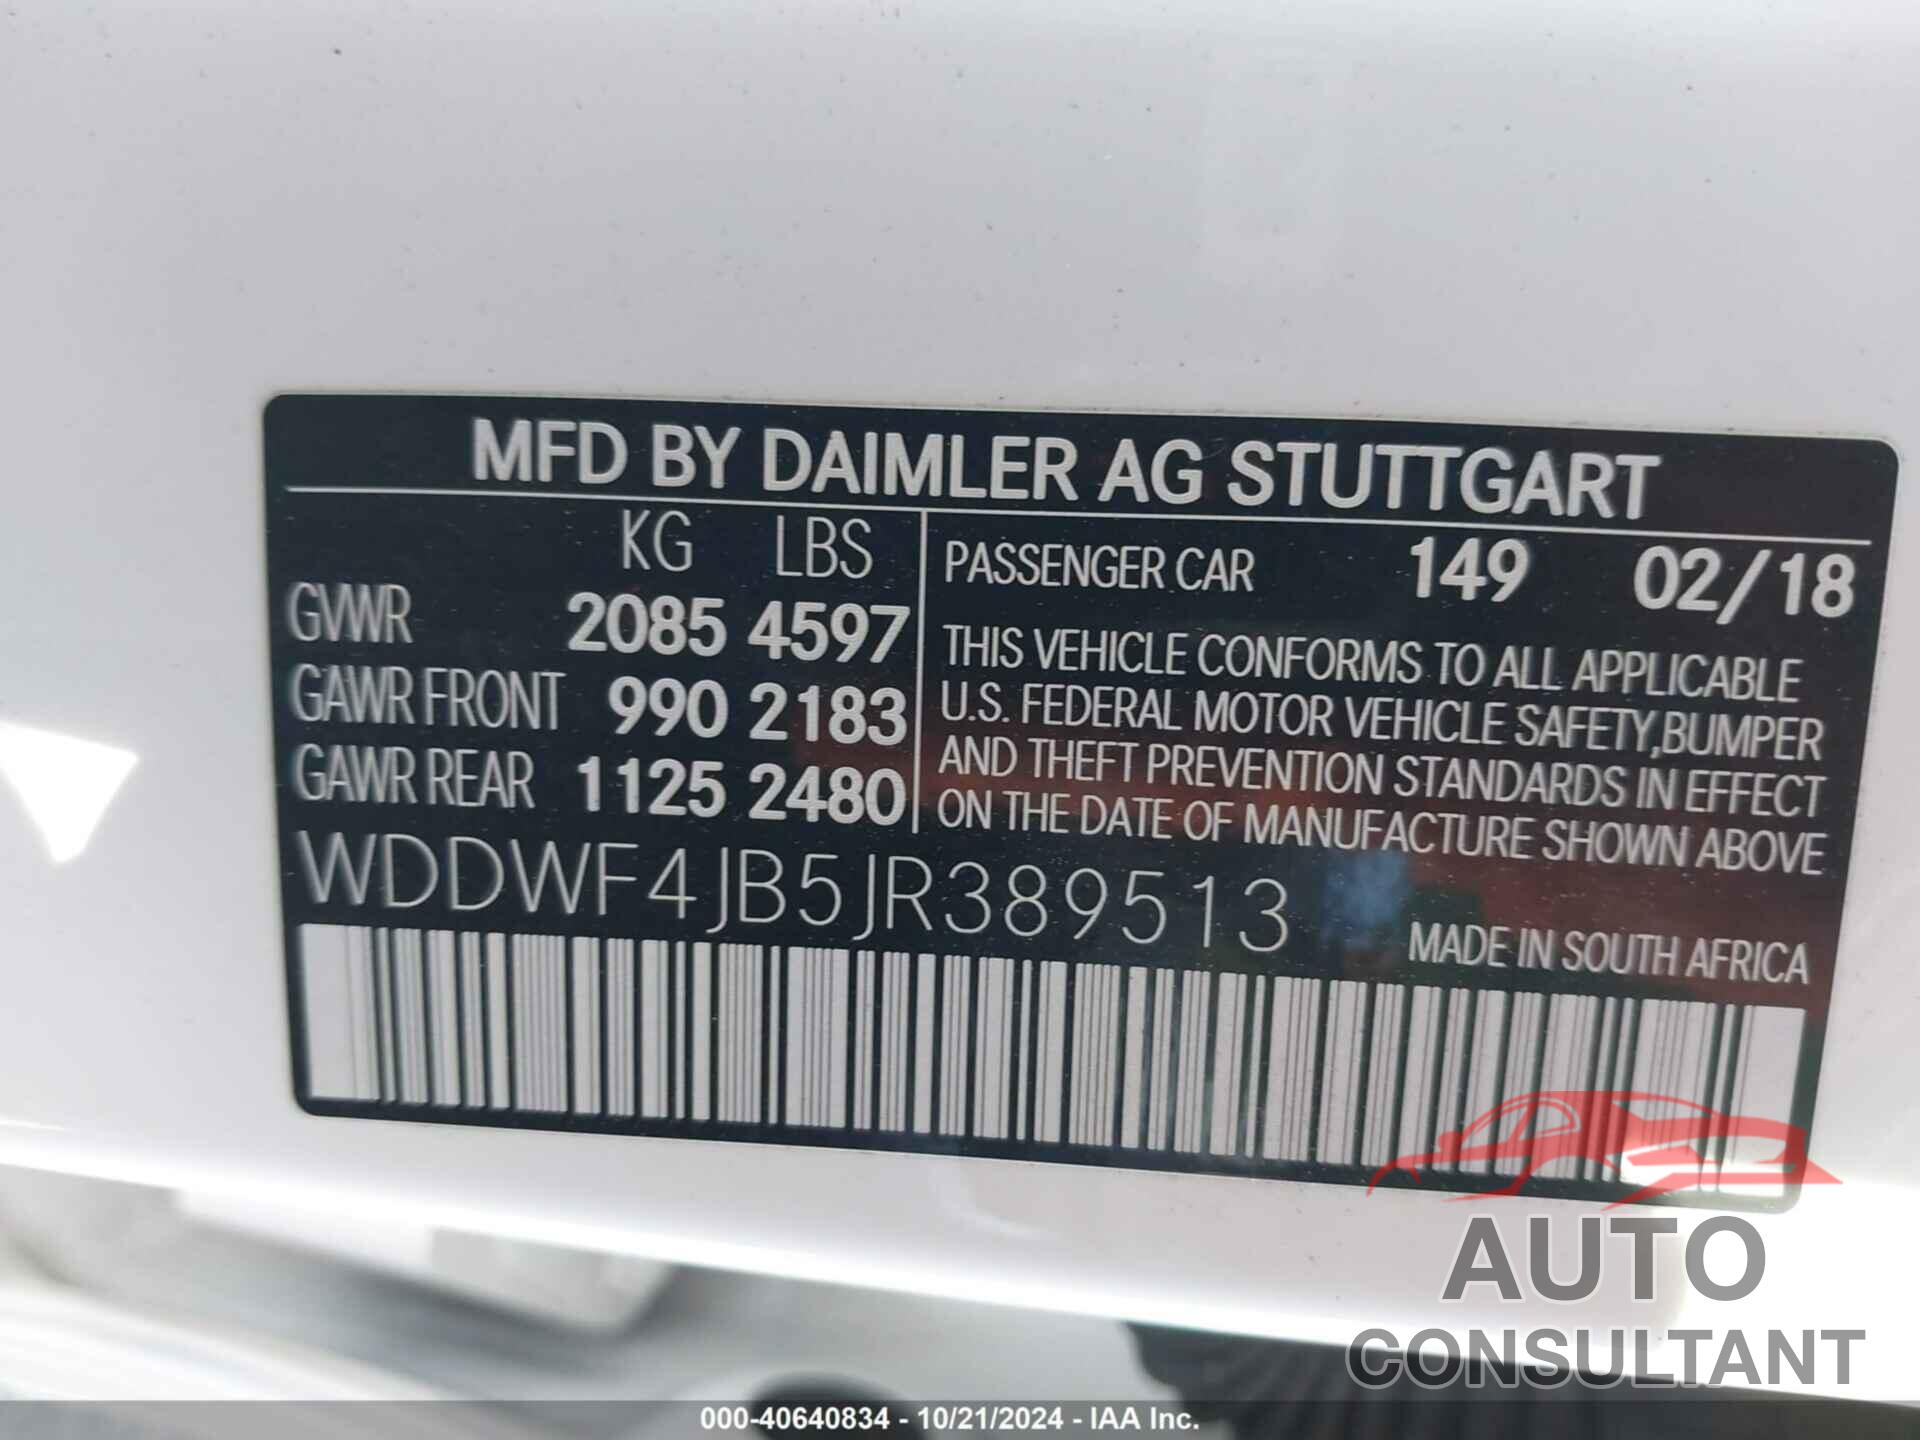 MFD BY DAIMLER AG STUTTGART
KG LBS
GVWR 2085 4597
GAWR FRONT 990 2183
GAWR REAR 1125 2480
PASSENGER CAR 149 02/18
THIS VEHICLE CONFORMS TO ALL APPLICABLE
U.S. FEDERAL MOTOR VEHICLE SAFETY,BUMPER
AND THEFT PREVENTION STANDARDS IN EFFECT
ON THE DATE OF MANUFACTURE SHOWN ABOVE
WDDWF4JB5JR389513
MADE IN SOUTH AFRICA
AUTO
CONSULTANT
000-40640834 - 10/21/2024 - IAA Inc.